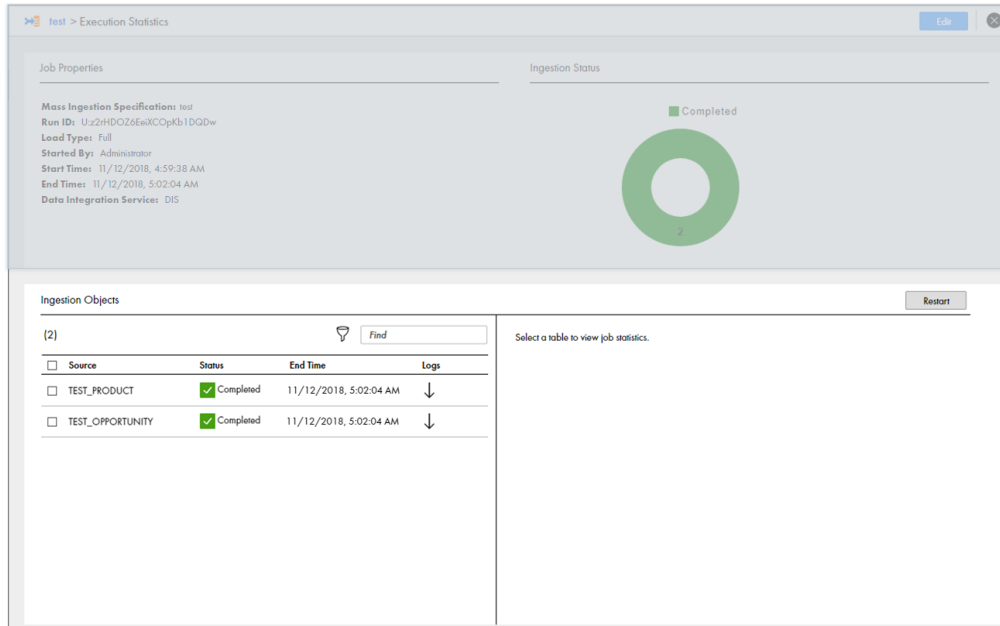 test > Execution Statistics
Edit
Job Properties
Ingestion Status
Mass Ingestion Specification: test
Run ID: U:z2rHDOZ6EeiXCOpKb1DQDw
Load Type: Full
Started By: Administrator
Start Time: 11/12/2018, 4:59:38 AM
End Time: 11/12/2018, 5:02:04 AM
Data Integration Service: DIS
Completed
2
Ingestion Objects
Restart
(2)
Find
Select a table to view job statistics.
Source Status End Time Logs
TEST_PRODUCT Completed 11/12/2018, 5:02:04 AM
TEST_OPPORTUNITY Completed 11/12/2018, 5:02:04 AM